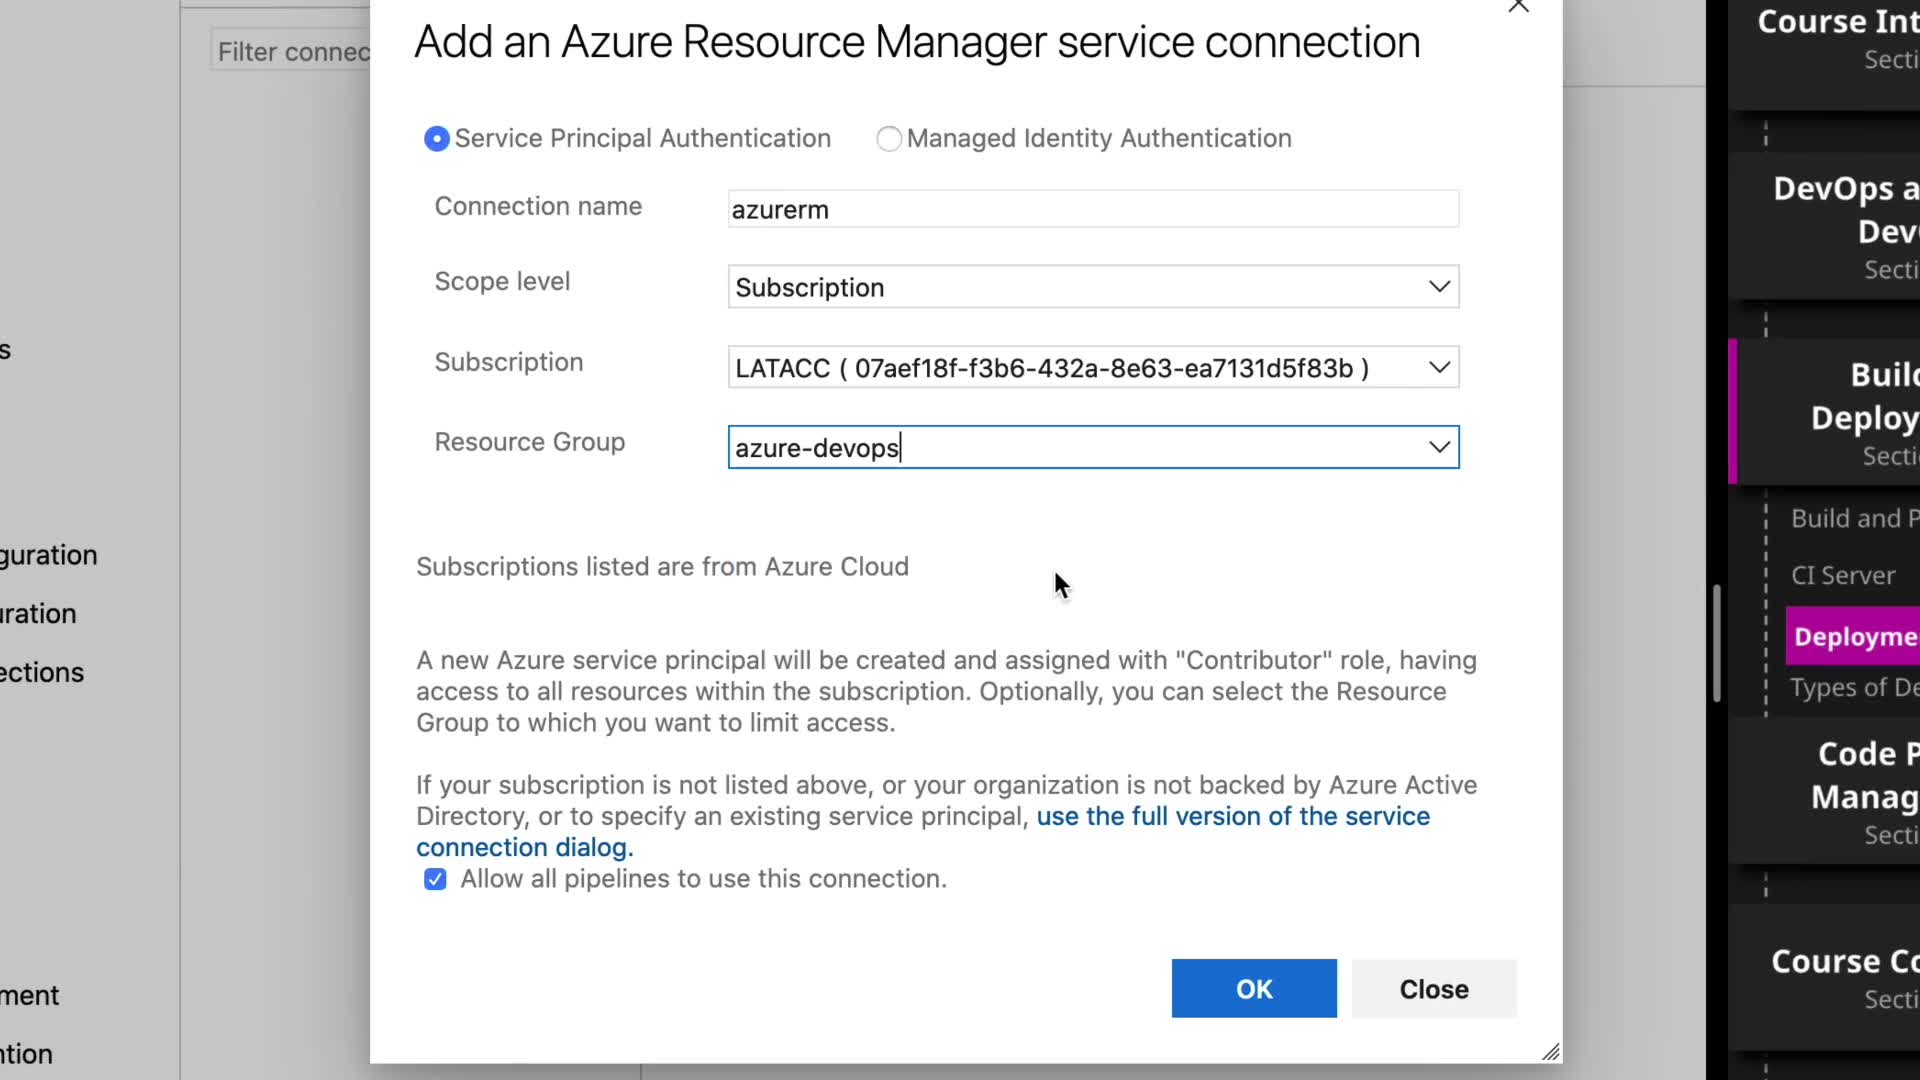 Filter connec
Add an Azure Resource Manager service connection
Service Principal Authentication
Managed Identity Authentication
Connection name
azurerm
Scope level
Subscription
Subscription
LATACC ( 07aef18f-f3b6-432a-8e63-ea7131d5f83b )
Resource Group
azure-devops
Subscriptions listed are from Azure Cloud
A new Azure service principal will be created and assigned with "Contributor" role, having
access to all resources within the subscription. Optionally, you can select the Resource
Group to which you want to limit access.
If your subscription is not listed above, or your organization is not backed by Azure Active
Directory, or to specify an existing service principal, use the full version of the service
connection dialog.
Allow all pipelines to use this connection.
OK
Close
s
guration
uration
ections
ment
ntion
Course Int
Secti
DevOps a
Dev
Secti
Build
Deploy
Secti
Build and P
CI Server
Deployme
Types of De
Code P
Manag
Secti
Course Co
Secti